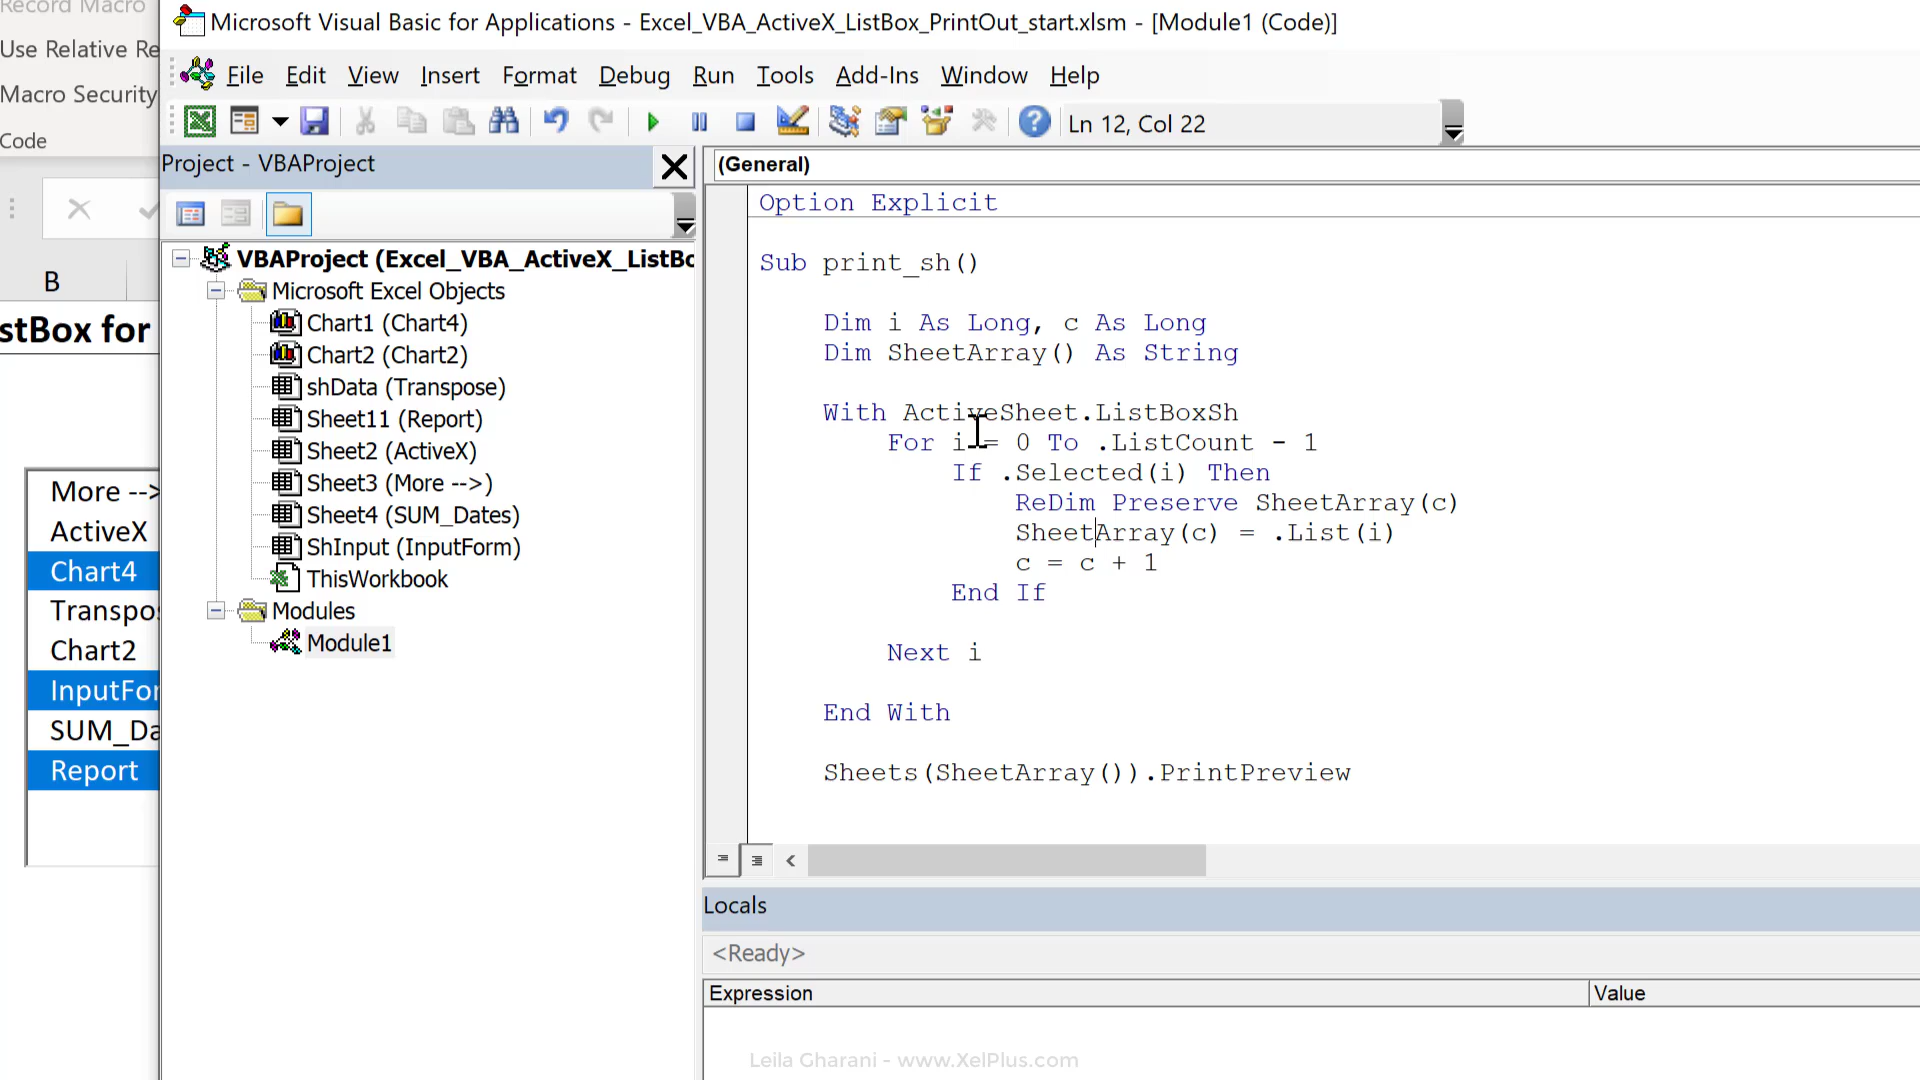 Record Macro
Use Relative Re
Macro Security
Code
B
stBox for
More -->
ActiveX
Chart4
Transpos
Chart2
InputFor
SUM_Da
Report
Microsoft Visual Basic for Applications - Excel_VBA_ActiveX_ListBox_PrintOut_start.xlsm - [Module1 (Code)]
File Edit View Insert Format Debug Run Tools Add-Ins Window Help
Ln 12, Col 22
Project - VBAProject
VBAProject (Excel_VBA_ActiveX_ListBo
Microsoft Excel Objects
Chart1 (Chart4)
Chart2 (Chart2)
shData (Transpose)
Sheet11 (Report)
Sheet2 (ActiveX)
Sheet3 (More -->)
Sheet4 (SUM_Dates)
ShInput (InputForm)
ThisWorkbook
Modules
Module1
(General)
Option Explicit
Sub print_sh()
Dim i As Long, c As Long
Dim SheetArray() As String
With ActiveSheet.ListBoxSh
For i = 0 To .ListCount - 1
If .Selected(i) Then
ReDim Preserve SheetArray(c)
SheetArray(c) = .List(i)
c = c + 1
End If
Next i
End With
Sheets(SheetArray()).PrintPreview
Locals
<Ready>
Expression Value
Leila Gharani - www.XelPlus.com